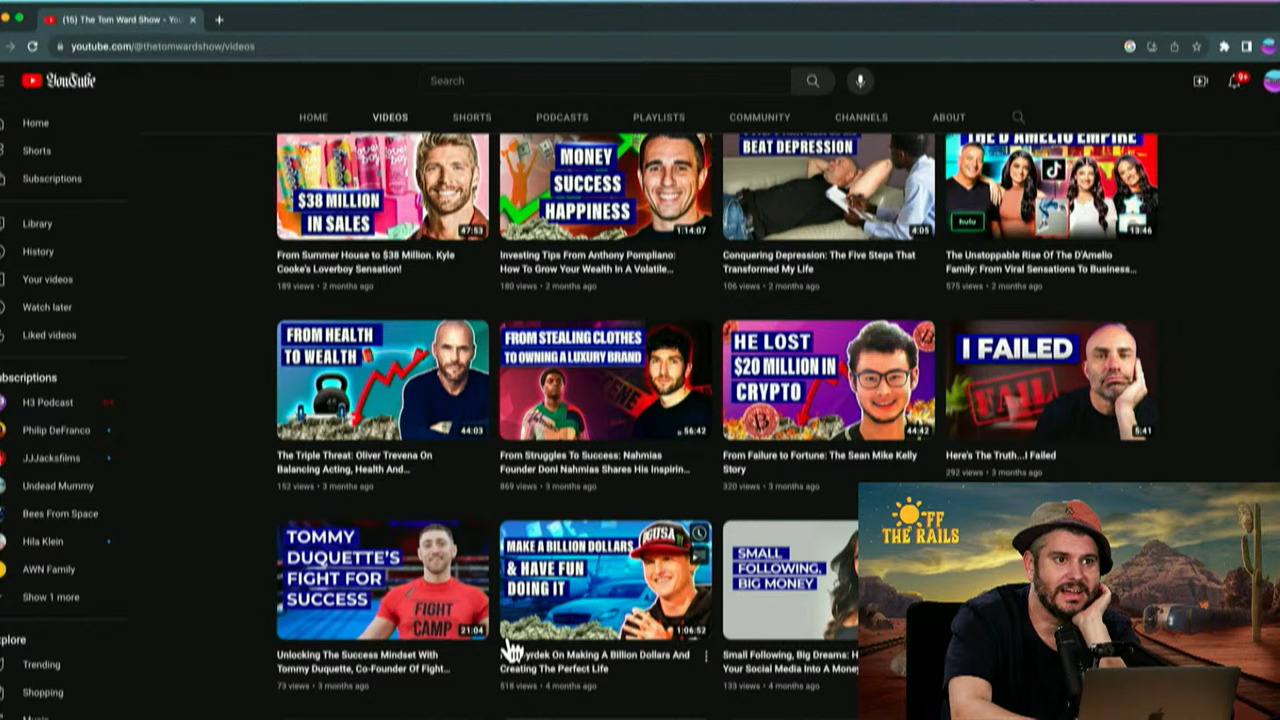 (15) The Tom Ward Show - You
youtube.com/@thetomwardshow/videos
YouTube
Search
9+
HOME
VIDEOS
SHORTS
PODCASTS
PLAYLISTS
COMMUNITY
CHANNELS
ABOUT
Home
Shorts
Subscriptions
Library
History
Your videos
Watch later
Liked videos
ubscriptions
H3 Podcast
Philip DeFranco
JJJacksfilms
Undead Mummy
Bees From Space
Hila Klein
AWN Family
Show 1 more
xplore
Trending
Shopping
$38 MILLION
IN SALES
47:53
From Summer House to $38 Million. Kyle
Cooke's Loverboy Sensation!
189 views • 2 months ago
MONEY
SUCCESS
HAPPINESS
1:14:07
Investing Tips From Anthony Pompliano:
How To Grow Your Wealth In A Volatile...
180 views • 2 months ago
BEAT DEPRESSION
4:05
Conquering Depression: The Five Steps That
Transformed My Life
106 views • 2 months ago
THE D'AMELIO EMPIRE
hulu
13:46
The Unstoppable Rise Of The D'Amelio
Family: From Viral Sensations To Business...
575 views • 2 months ago
FROM HEALTH
TO WEALTH
44:03
The Triple Threat: Oliver Trevena On
Balancing Acting, Health And...
152 views • 3 months ago
FROM STEALING CLOTHES
TO OWNING A LUXURY BRAND
56:42
From Struggles To Success: Nahmias
Founder Doni Nahmias Shares His Inspirin...
869 views • 3 months ago
HE LOST
$20 MILLION IN
CRYPTO
44:42
From Failure to Fortune: The Sean Mike Kelly
Story
320 views • 3 months ago
I FAILED
FAILED
5:41
Here's The Truth...I Failed
292 views • 3 months ago
TOMMY
DUQUETTE'S
FIGHT FOR
SUCCESS
FIGHT
CAMP
21:04
Unlocking The Success Mindset With
Tommy Duquette, Co-Founder Of Fight...
73 views • 3 months ago
MAKE A BILLION DOLLARS
& HAVE FUN
DOING IT
DCUSA
1:06:52
yrdek On Making A Billion Dollars And
Creating The Perfect Life
518 views • 4 months ago
SMALL
FOLLOWING,
BIG MONEY
Small Following, Big Dreams: H
Your Social Media Into A Money
133 views • 4 months ago
OFF
THE RAILS